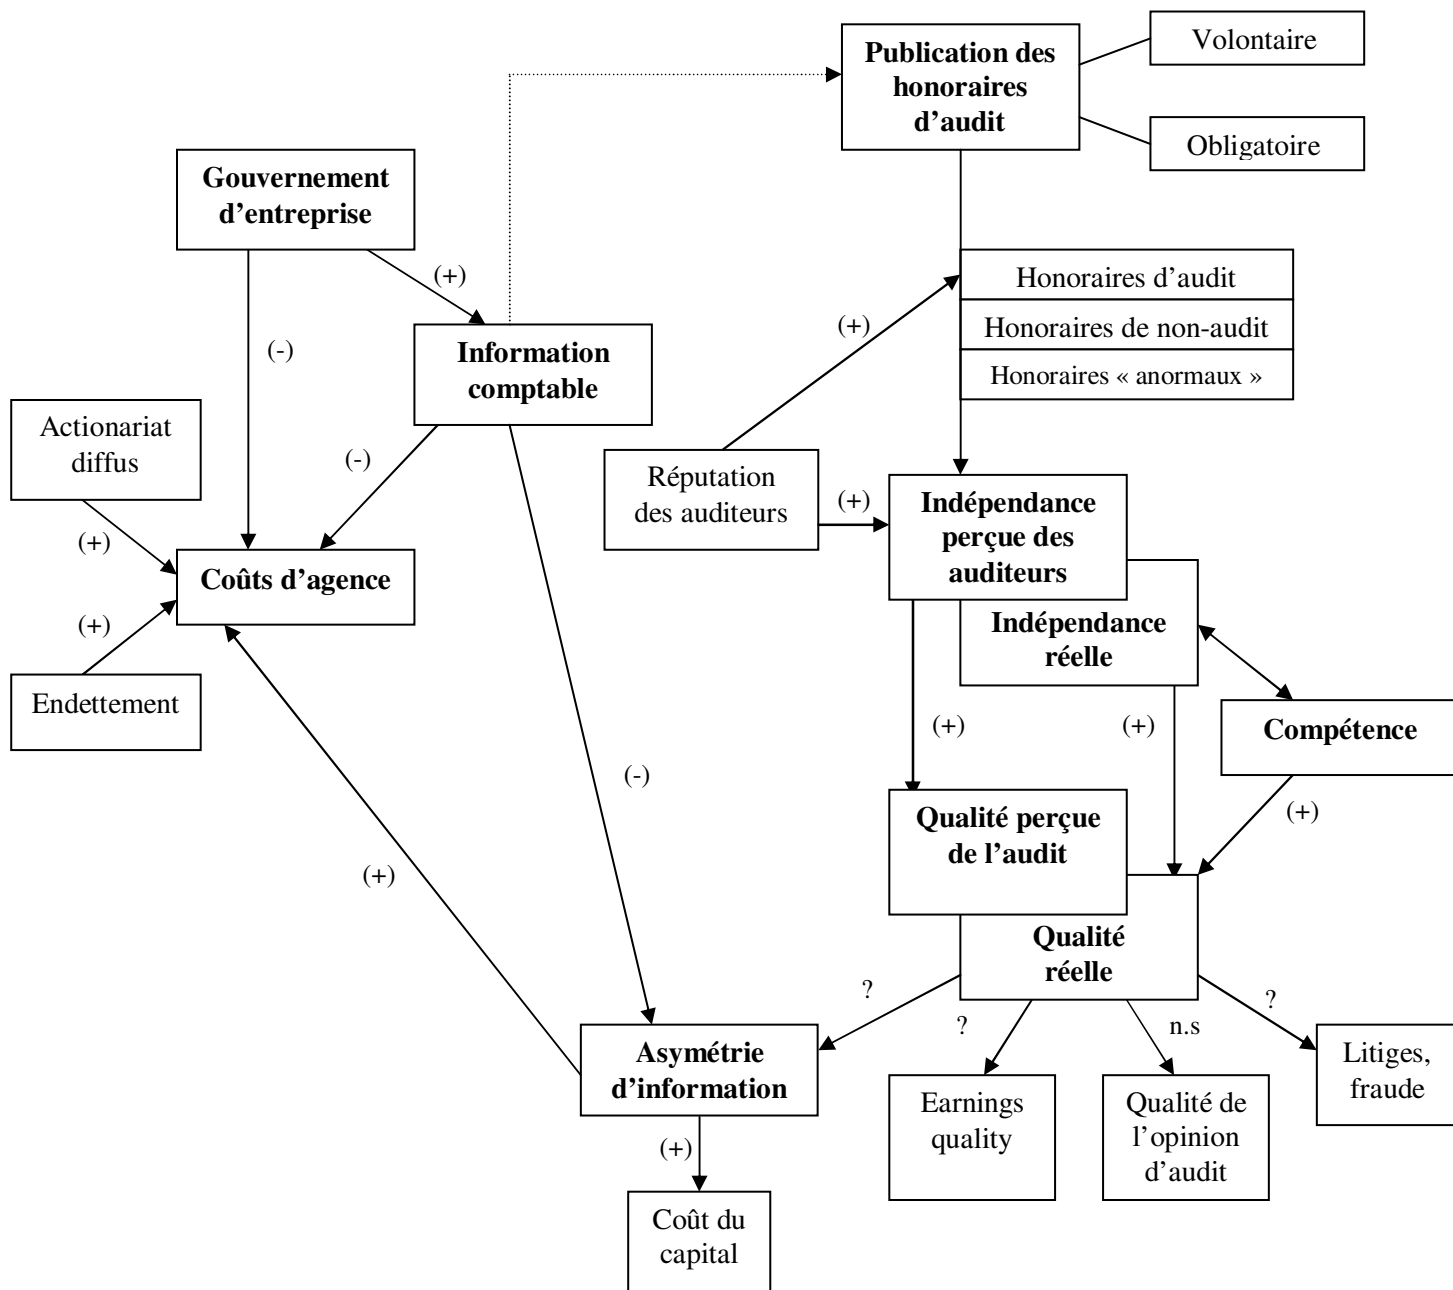 Publication des
honoraires
d’audit
Volontaire
Obligatoire
Gouvernement
d’entreprise
(+)
(-)
Information
comptable
Honoraires d’audit
Honoraires de non-audit
Honoraires « anormaux »
(+)
Actionariat
diffus
(-)
(+)
Réputation
des auditeurs
(+)
Indépendance
perçue des
auditeurs
Coûts d’agence
(+)
Indépendance
réelle
Endettement
(+)
(+)
Compétence
(-)
Qualité perçue
de l’audit
(+)
(+)
Qualité
réelle
?
?
n.s
?
Asymétrie
d’information
Litiges,
fraude
Earnings
quality
Qualité de
l’opinion
d’audit
(+)
Coût du
capital